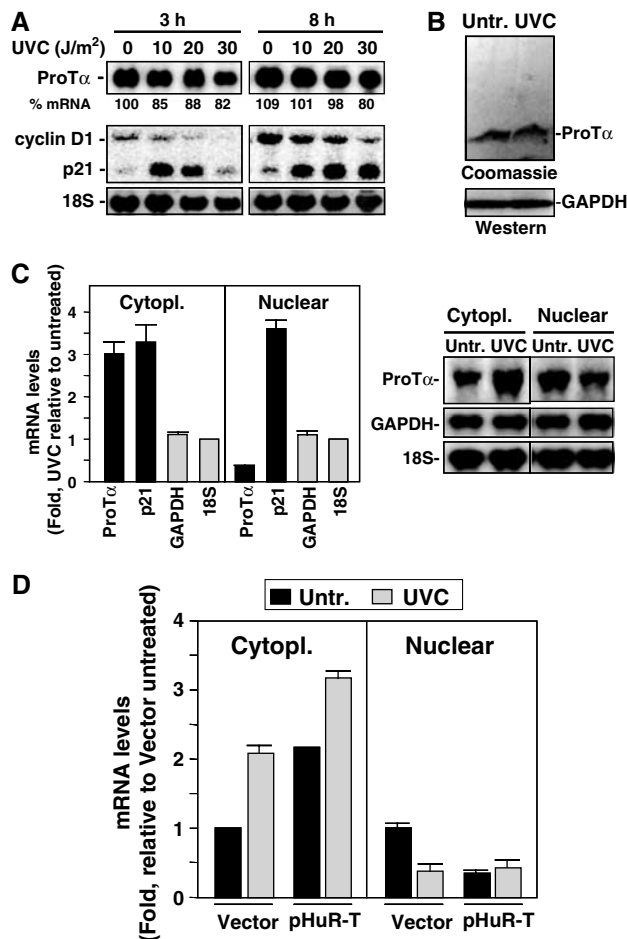 A
3 h 8 h
UVC (J/m²) 0 10 20 30 0 10 20 30
ProTα -
% mRNA 100 85 88 82 109 101 98 80
cyclin D1 -
p21 -
18S -
B
Untr. UVC
-ProTα
Coomassie
-GAPDH
Western
C
mRNA levels
(Fold, UVC relative to untreated)
Cytopl. Nuclear
4
3
2
1
0
ProTα p21 GAPDH 18S ProTα p21 GAPDH 18S
Cytopl. Nuclear
Untr. UVC Untr. UVC
ProTα-
GAPDH-
18S-
D
Untr. UVC
mRNA levels
(Fold, relative to Vector untreated)
Cytopl. Nuclear
4
3
2
1
0
Vector pHuR-T Vector pHuR-T